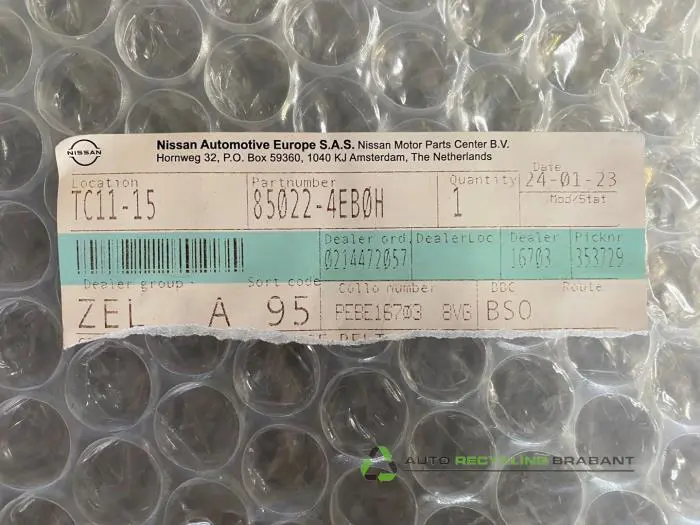 NISSAN
Nissan Automotive Europe S.A.S. Nissan Motor Parts Center B.V.
Hornweg 32, P.O. Box 59360, 1040 KJ Amsterdam, The Netherlands
Location Partnumber Quantity Date
TC11-15 85022-4EB0H 1 24-01-23
Mod/Stat
Dealer ord. DealerLoc Dealer Picknr
0214472057 16703 353729
Dealer group Sort code Collo number DBC Route
ZEL A 95 PEBE16703 BVG BSO
AUTO RECYCLING BRABANT